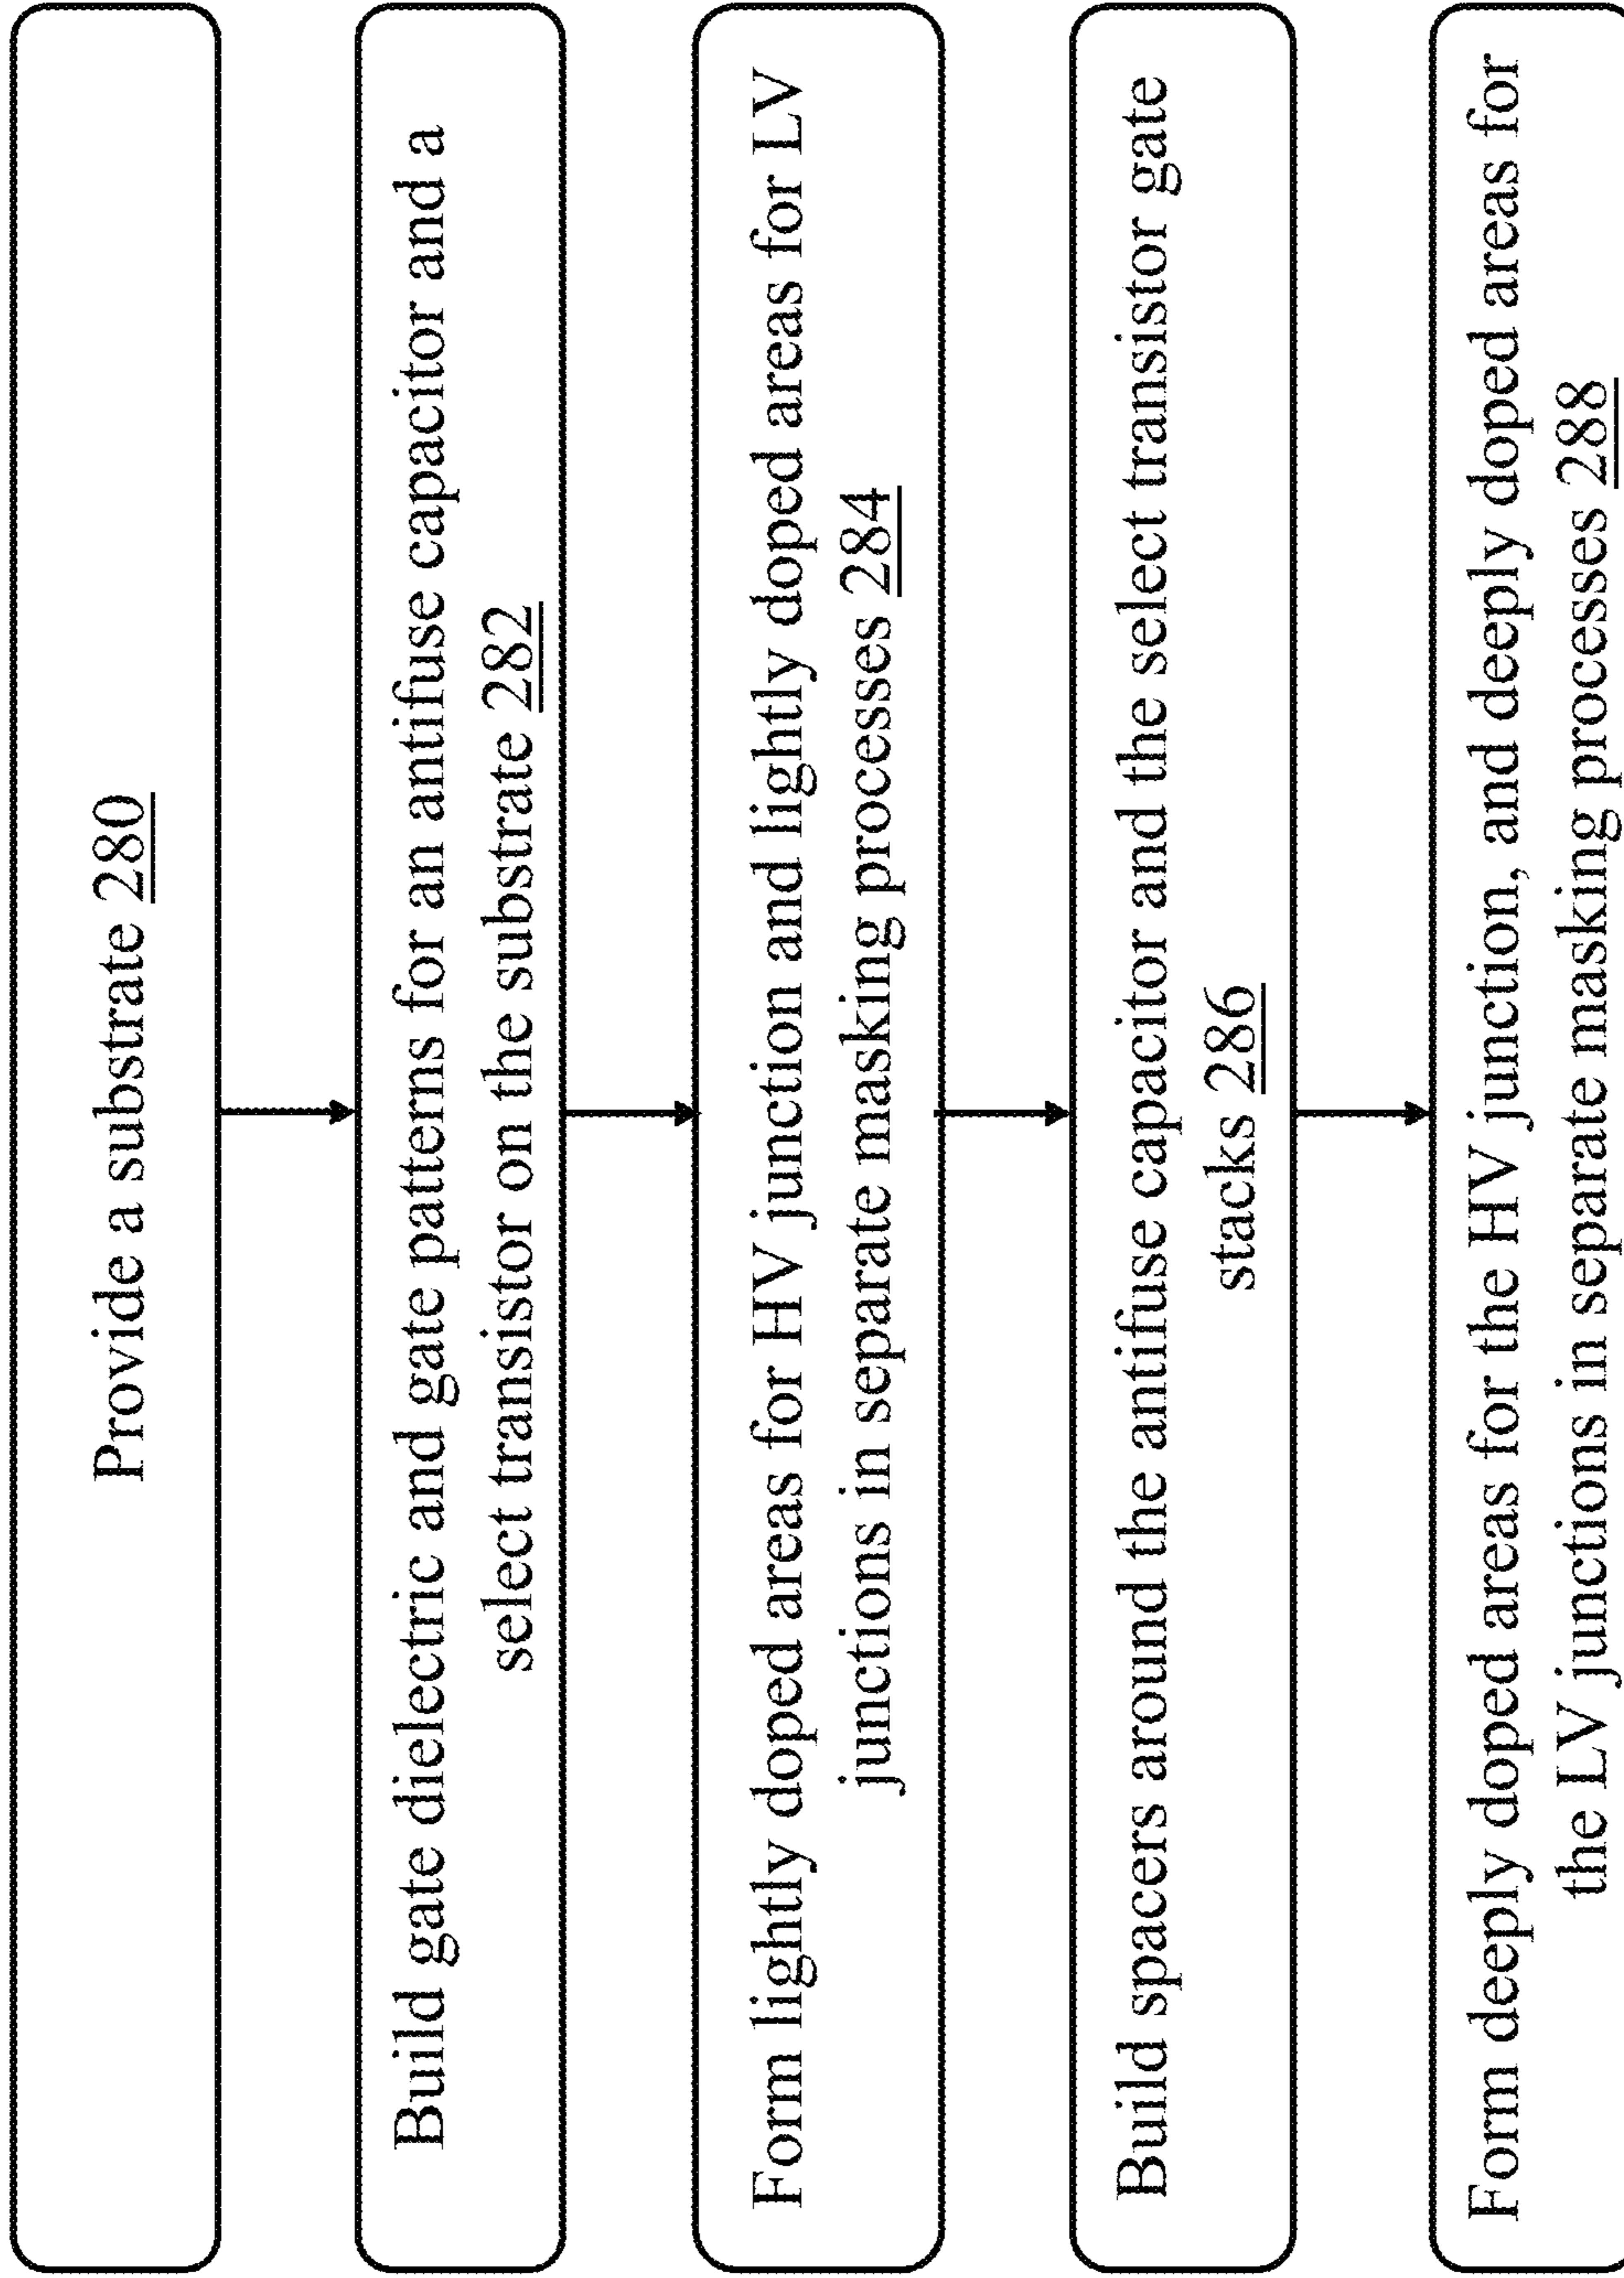 Provide a substrate 280
Build gate dielectric and gate patterns for an antifuse capacitor and a
select transistor on the substrate 282
Form lightly doped areas for HV junction and lightly doped areas for LV
junctions in separate masking processes 284
Build spacers around the antifuse capacitor and the select transistor gate
stacks 286
Form deeply doped areas for the HV junction, and deeply doped areas for
the LV junctions in separate masking processes 288